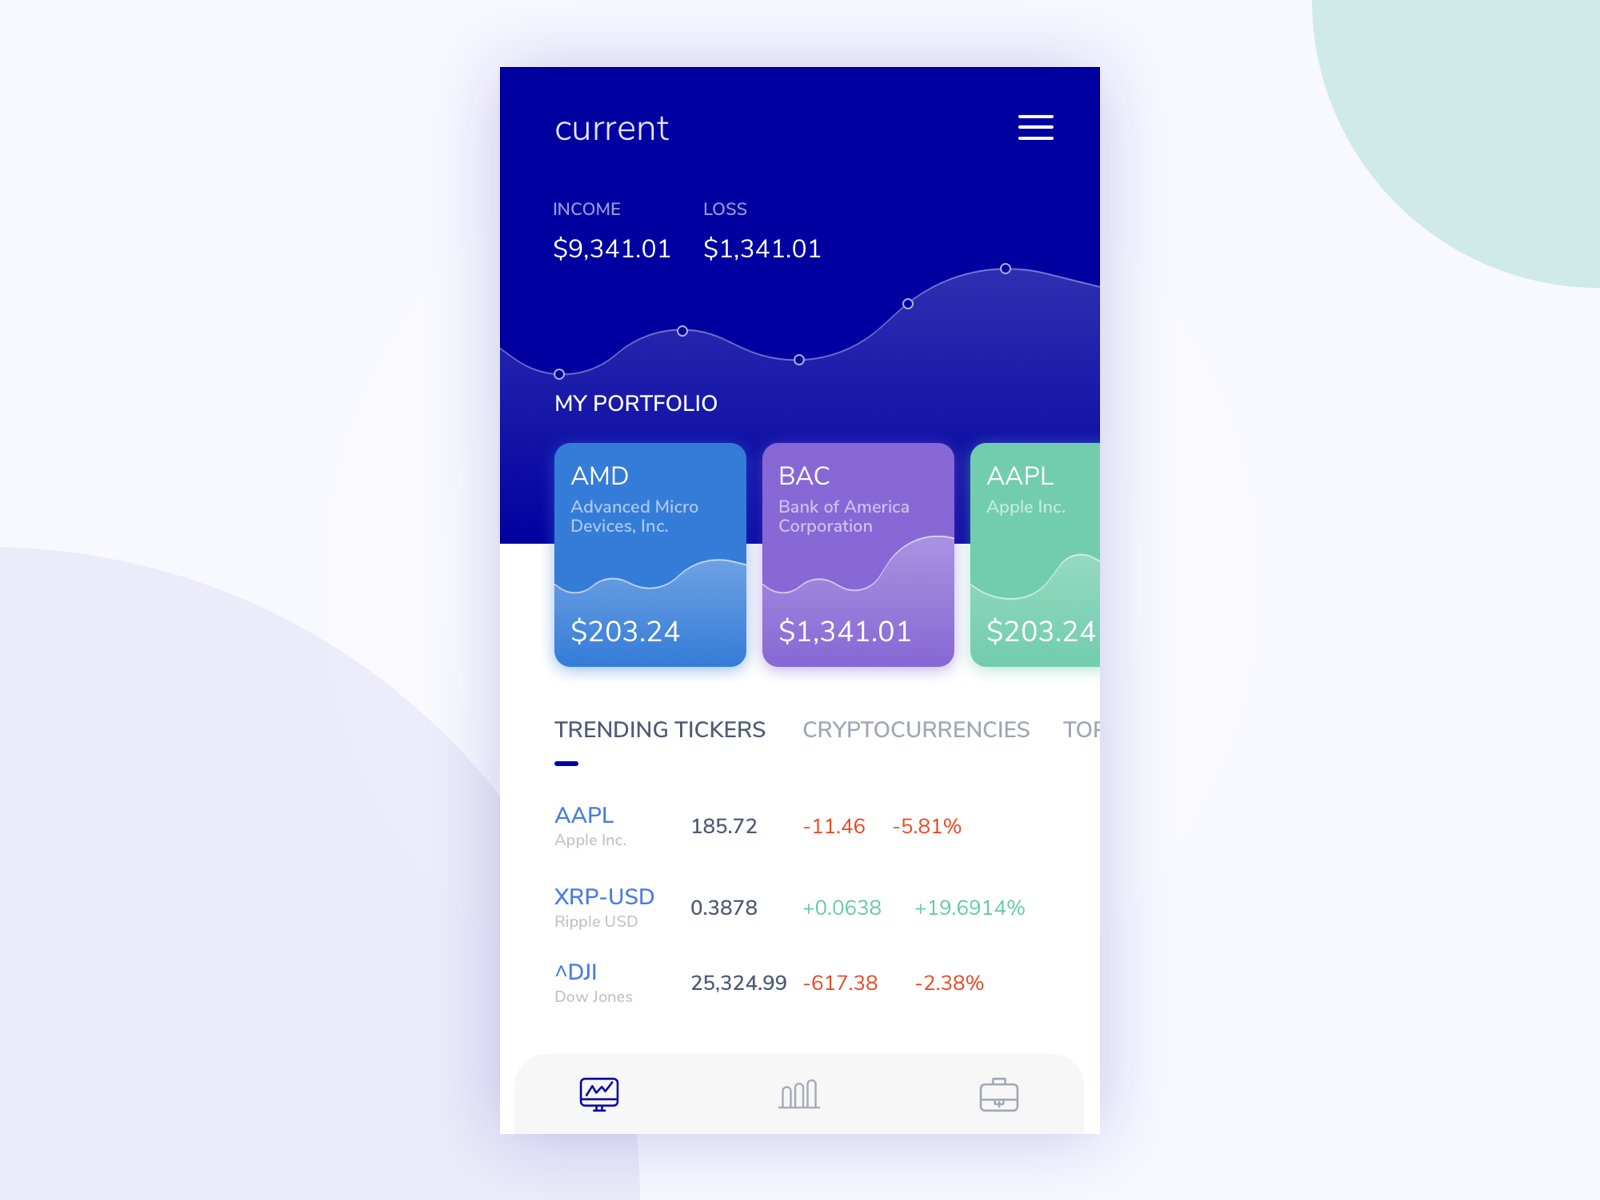 current
INCOME LOSS
$9,341.01 $1,341.01
MY PORTFOLIO
AMD
Advanced Micro
Devices, Inc.
$203.24
BAC
Bank of America
Corporation
$1,341.01
AAPL
Apple Inc.
$203.24
TRENDING TICKERS CRYPTOCURRENCIES
AAPL 185.72 -11.46 -5.81%
Apple Inc.
XRP-USD 0.3878 +0.0638 +19.6914%
Ripple USD
^DJI 25,324.99 -617.38 -2.38%
Dow Jones